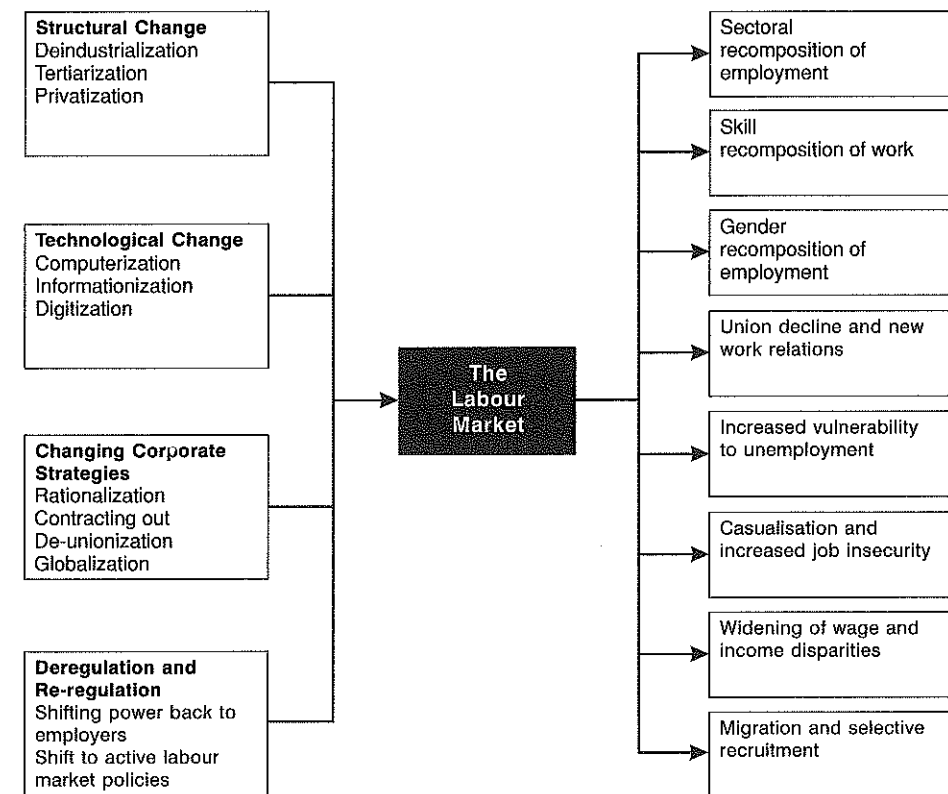 Structural Change
Deindustrialization
Tertiarization
Privatization
Technological Change
Computerization
Informationization
Digitization
Changing Corporate
Strategies
Rationalization
Contracting out
De-unionization
Globalization
Deregulation and
Re-regulation
Shifting power back to
employers
Shift to active labour
market policies
The
Labour
Market
Sectoral
recomposition of
employment
Skill
recomposition of work
Gender
recomposition of
employment
Union decline and new
work relations
Increased vulnerability
to unemployment
Casualisation and
increased job insecurity
Widening of wage and
income disparities
Migration and selective
recruitment